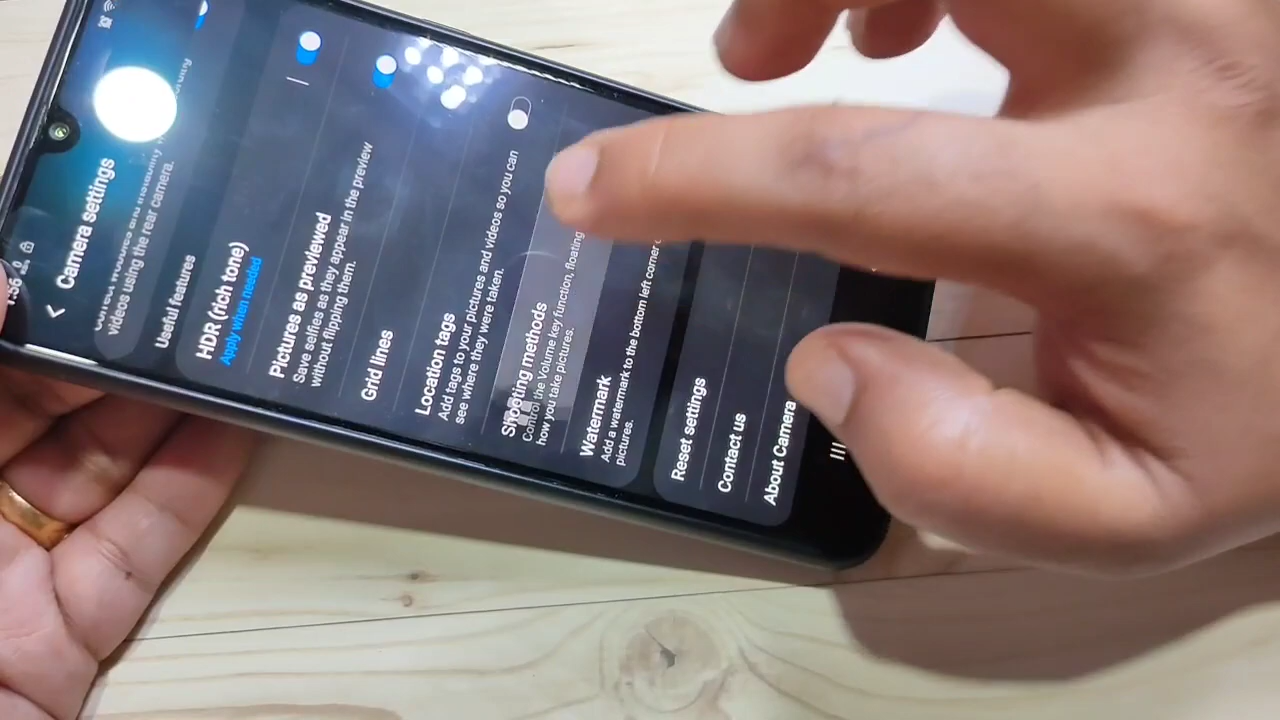 :56
Camera settings
videos using the rear camera.
Useful features
HDR (rich tone)
Apply when needed
Pictures as previewed
Save selfies as they appear in the preview
without flipping them.
Grid lines
Location tags
Add tags to your pictures and videos so you can
see where they were taken.
Shooting methods
Control the Volume key function, floating
how you take pictures.
Watermark
Add a watermark to the bottom left corner
pictures.
Reset settings
Contact us
About Camera